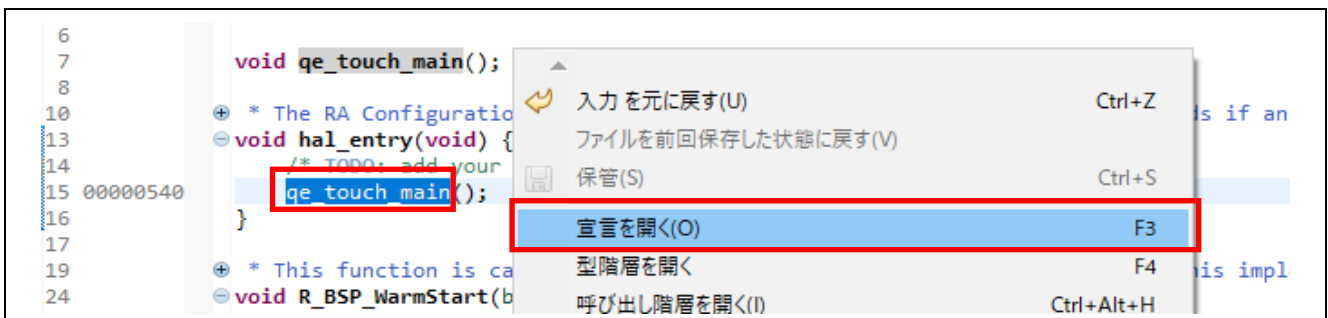 6
7 void qe_touch_main();
8
10 * The RA Configuratio
13 void hal_entry(void) {
14 /* TODO: add your
15 00000540 qe_touch_main();
16 }
17
19 * This function is ca
24 void R_BSP_WarmStart(b
入力 を元に戻す(U) Ctrl+Z
ファイルを前回保存した状態に戻す(V)
保管(S) Ctrl+S
宣言を開く(O) F3
型階層を開く F4
呼び出し階層を開く(I) Ctrl+Alt+H
ds if an
his impl